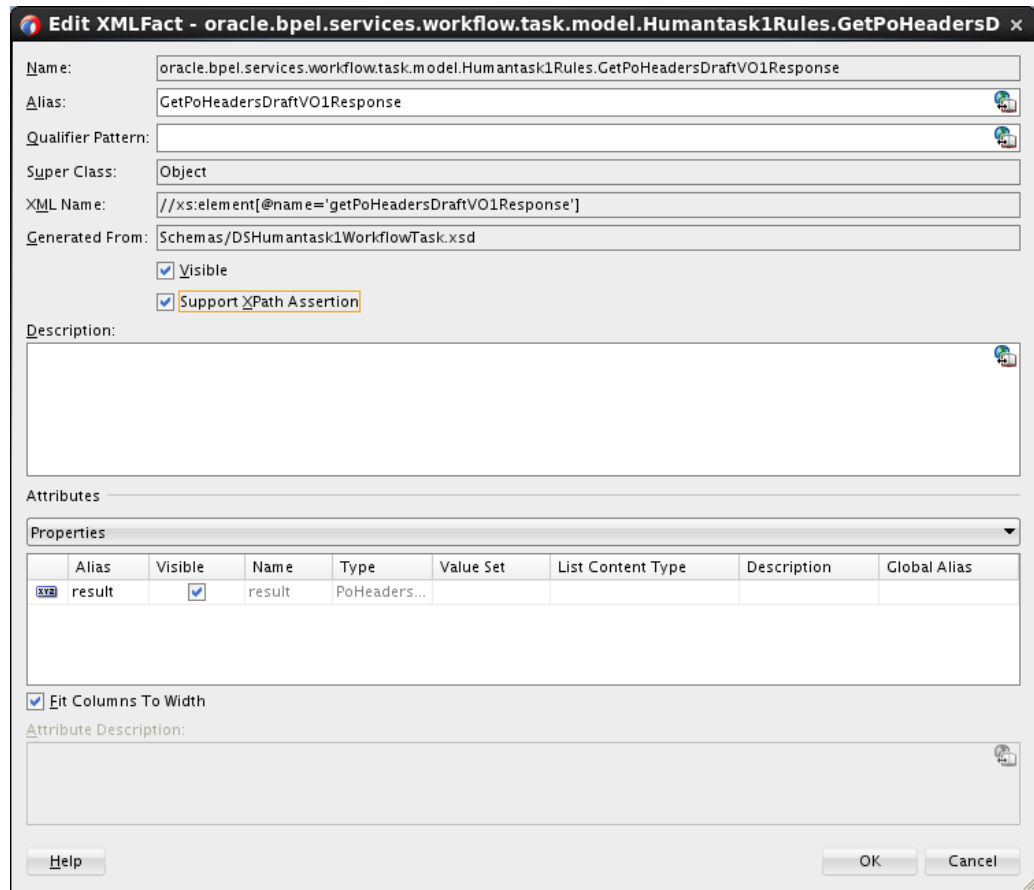 Edit XMLFact - oracle.bpel.services.workflow.task.model.Humantask1Rules.GetPoHeadersD
Name: oracle.bpel.services.workflow.task.model.Humantask1Rules.GetPoHeadersDraftVO1Response
Alias: GetPoHeadersDraftVO1Response
Qualifier Pattern:
Super Class: Object
XML Name: //xs:element[@name='getPoHeadersDraftVO1Response']
Generated From: Schemas/DSHumantask1WorkflowTask.xsd
Visible
Support XPath Assertion
Description:
Attributes
Properties
Alias Visible Name Type Value Set List Content Type Description Global Alias
XYZ result result PoHeaders...
Fit Columns To Width
Attribute Description:
Help OK Cancel